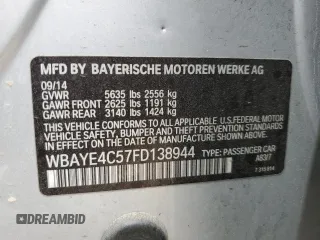 MFD BY BAYERISCHE MOTOREN WERKE AG
09/14
GVWR 5635 lbs 2556 kg
GAWR FRONT 2625 lbs 1191 kg
GAWR REAR 3140 lbs 1424 kg
THIS VEHICLE CONFORMS TO ALL APPLICABLE U.S. FEDERAL MOTOR
VEHICLE SAFETY, BUMPER, AND THEFT PREVENTION STANDARDS
IN EFFECT ON THE DATE OF MANUFACTURE SHOWN ABOVE.
WBAYE4C57FD138944 TYPE: PASSENGER CAR
A83/7
DREAMBID